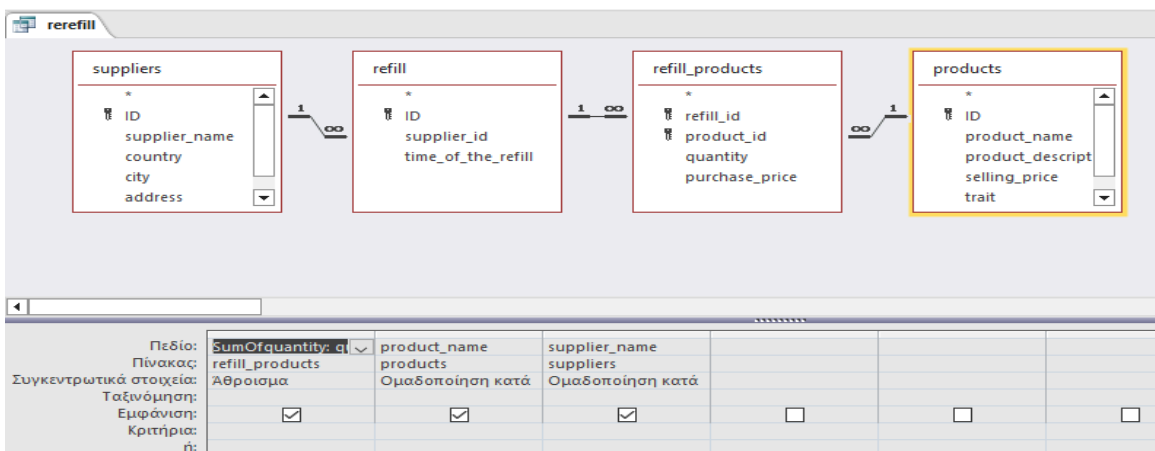 rerefill
suppliers
*
ID
supplier_name
country
city
address
1
∞
refill
*
ID
supplier_id
time_of_the_refill
1 ∞
refill_products
*
refill_id
product_id
quantity
purchase_price
∞
1
products
*
ID
product_name
product_descript
selling_price
trait
Πεδίο: SumOfquantity: product_name supplier_name
Πίνακας: refill_products products suppliers
Συγκεντρωτικά στοιχεία: Άθροισμα Ομαδοποίηση κατά Ομαδοποίηση κατά
Ταξινόμηση:
Εμφάνιση:
Κριτήρια:
ή: